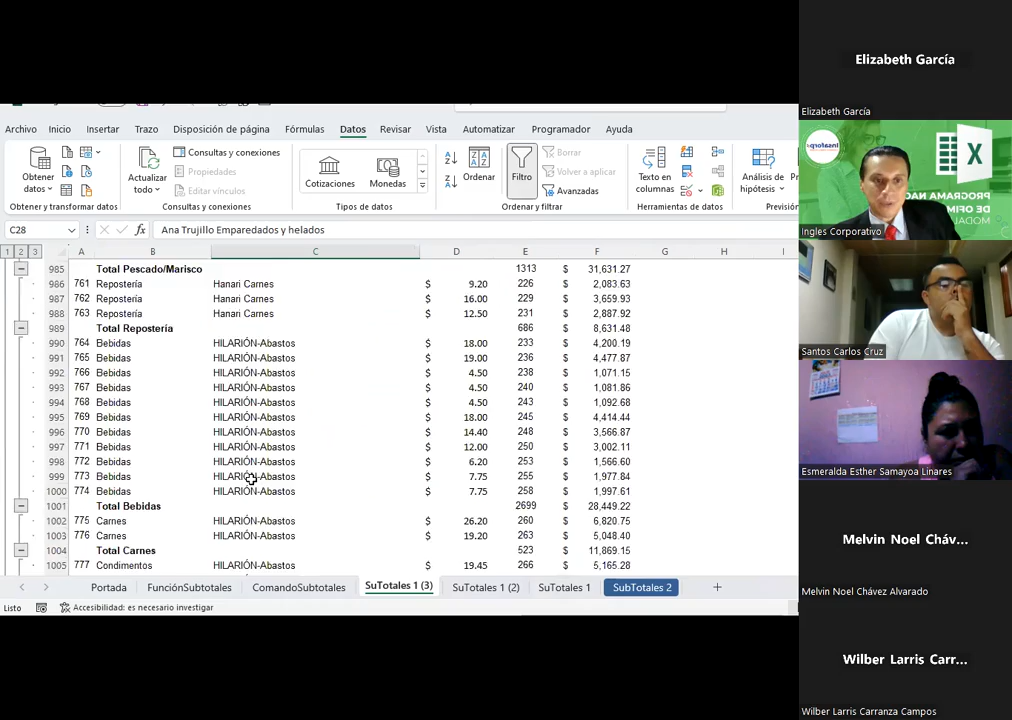 Archivo Inicio Insertar Trazo Disposición de página Fórmulas Datos Revisar Vista Automatizar Programador Ayuda
Obtener datos
Actualizar todo
Consultas y conexiones
Propiedades
Editar vínculos
Cotizaciones
Monedas
Ordenar
Filtro
Borrar
Volver a aplicar
Avanzadas
Texto en columnas
Análisis de hipótesis
Obtener y transformar datos
Consultas y conexiones
Tipos de datos
Ordenar y filtrar
Herramientas de datos
Previsión
C28 fx Ana Trujillo Emparedados y helados
1 2 3 A B C D E F G H I
985 Total Pescado/Marisco 1313 $ 31,631.27
986 761 Repostería Hanari Carnes $ 9.20 226 $ 2,083.63
987 762 Repostería Hanari Carnes $ 16.00 229 $ 3,659.93
988 763 Repostería Hanari Carnes $ 12.50 231 $ 2,887.92
989 Total Repostería 686 $ 8,631.48
990 764 Bebidas HILARIÓN-Abastos $ 18.00 233 $ 4,200.19
991 765 Bebidas HILARIÓN-Abastos $ 19.00 236 $ 4,477.87
992 766 Bebidas HILARIÓN-Abastos $ 4.50 238 $ 1,071.15
993 767 Bebidas HILARIÓN-Abastos $ 4.50 240 $ 1,081.86
994 768 Bebidas HILARIÓN-Abastos $ 4.50 243 $ 1,092.68
995 769 Bebidas HILARIÓN-Abastos $ 18.00 245 $ 4,414.44
996 770 Bebidas HILARIÓN-Abastos $ 14.40 248 $ 3,566.87
997 771 Bebidas HILARIÓN-Abastos $ 12.00 250 $ 3,002.11
998 772 Bebidas HILARIÓN-Abastos $ 6.20 253 $ 1,566.60
999 773 Bebidas HILARIÓN-Abastos $ 7.75 255 $ 1,977.84
1000 774 Bebidas HILARIÓN-Abastos $ 7.75 258 $ 1,997.61
1001 Total Bebidas 2699 $ 28,449.22
1002 775 Carnes HILARIÓN-Abastos $ 26.20 260 $ 6,820.75
1003 776 Carnes HILARIÓN-Abastos $ 19.20 263 $ 5,048.40
1004 Total Carnes 523 $ 11,869.15
1005 777 Condimentos HILARIÓN-Abastos $ 19.45 266 $ 5,165.28
Portada FunciónSubtotales ComandoSubtotales SuTotales 1 (3) SuTotales 1 (2) SuTotales 1 SubTotales 2 +
Listo Accesibilidad: es necesario investigar
Elizabeth García
Elizabeth García
insaforp
X
PROGRAMA NAC
DE OFIM
MODAL
Ingles Corporativo
Santos Carlos Cruz
Esmeralda Esther Samayoa Linares
Melvin Noel Cháv...
Melvin Noel Chávez Alvarado
Wilber Larris Carr...
Wilber Larris Carranza Campos